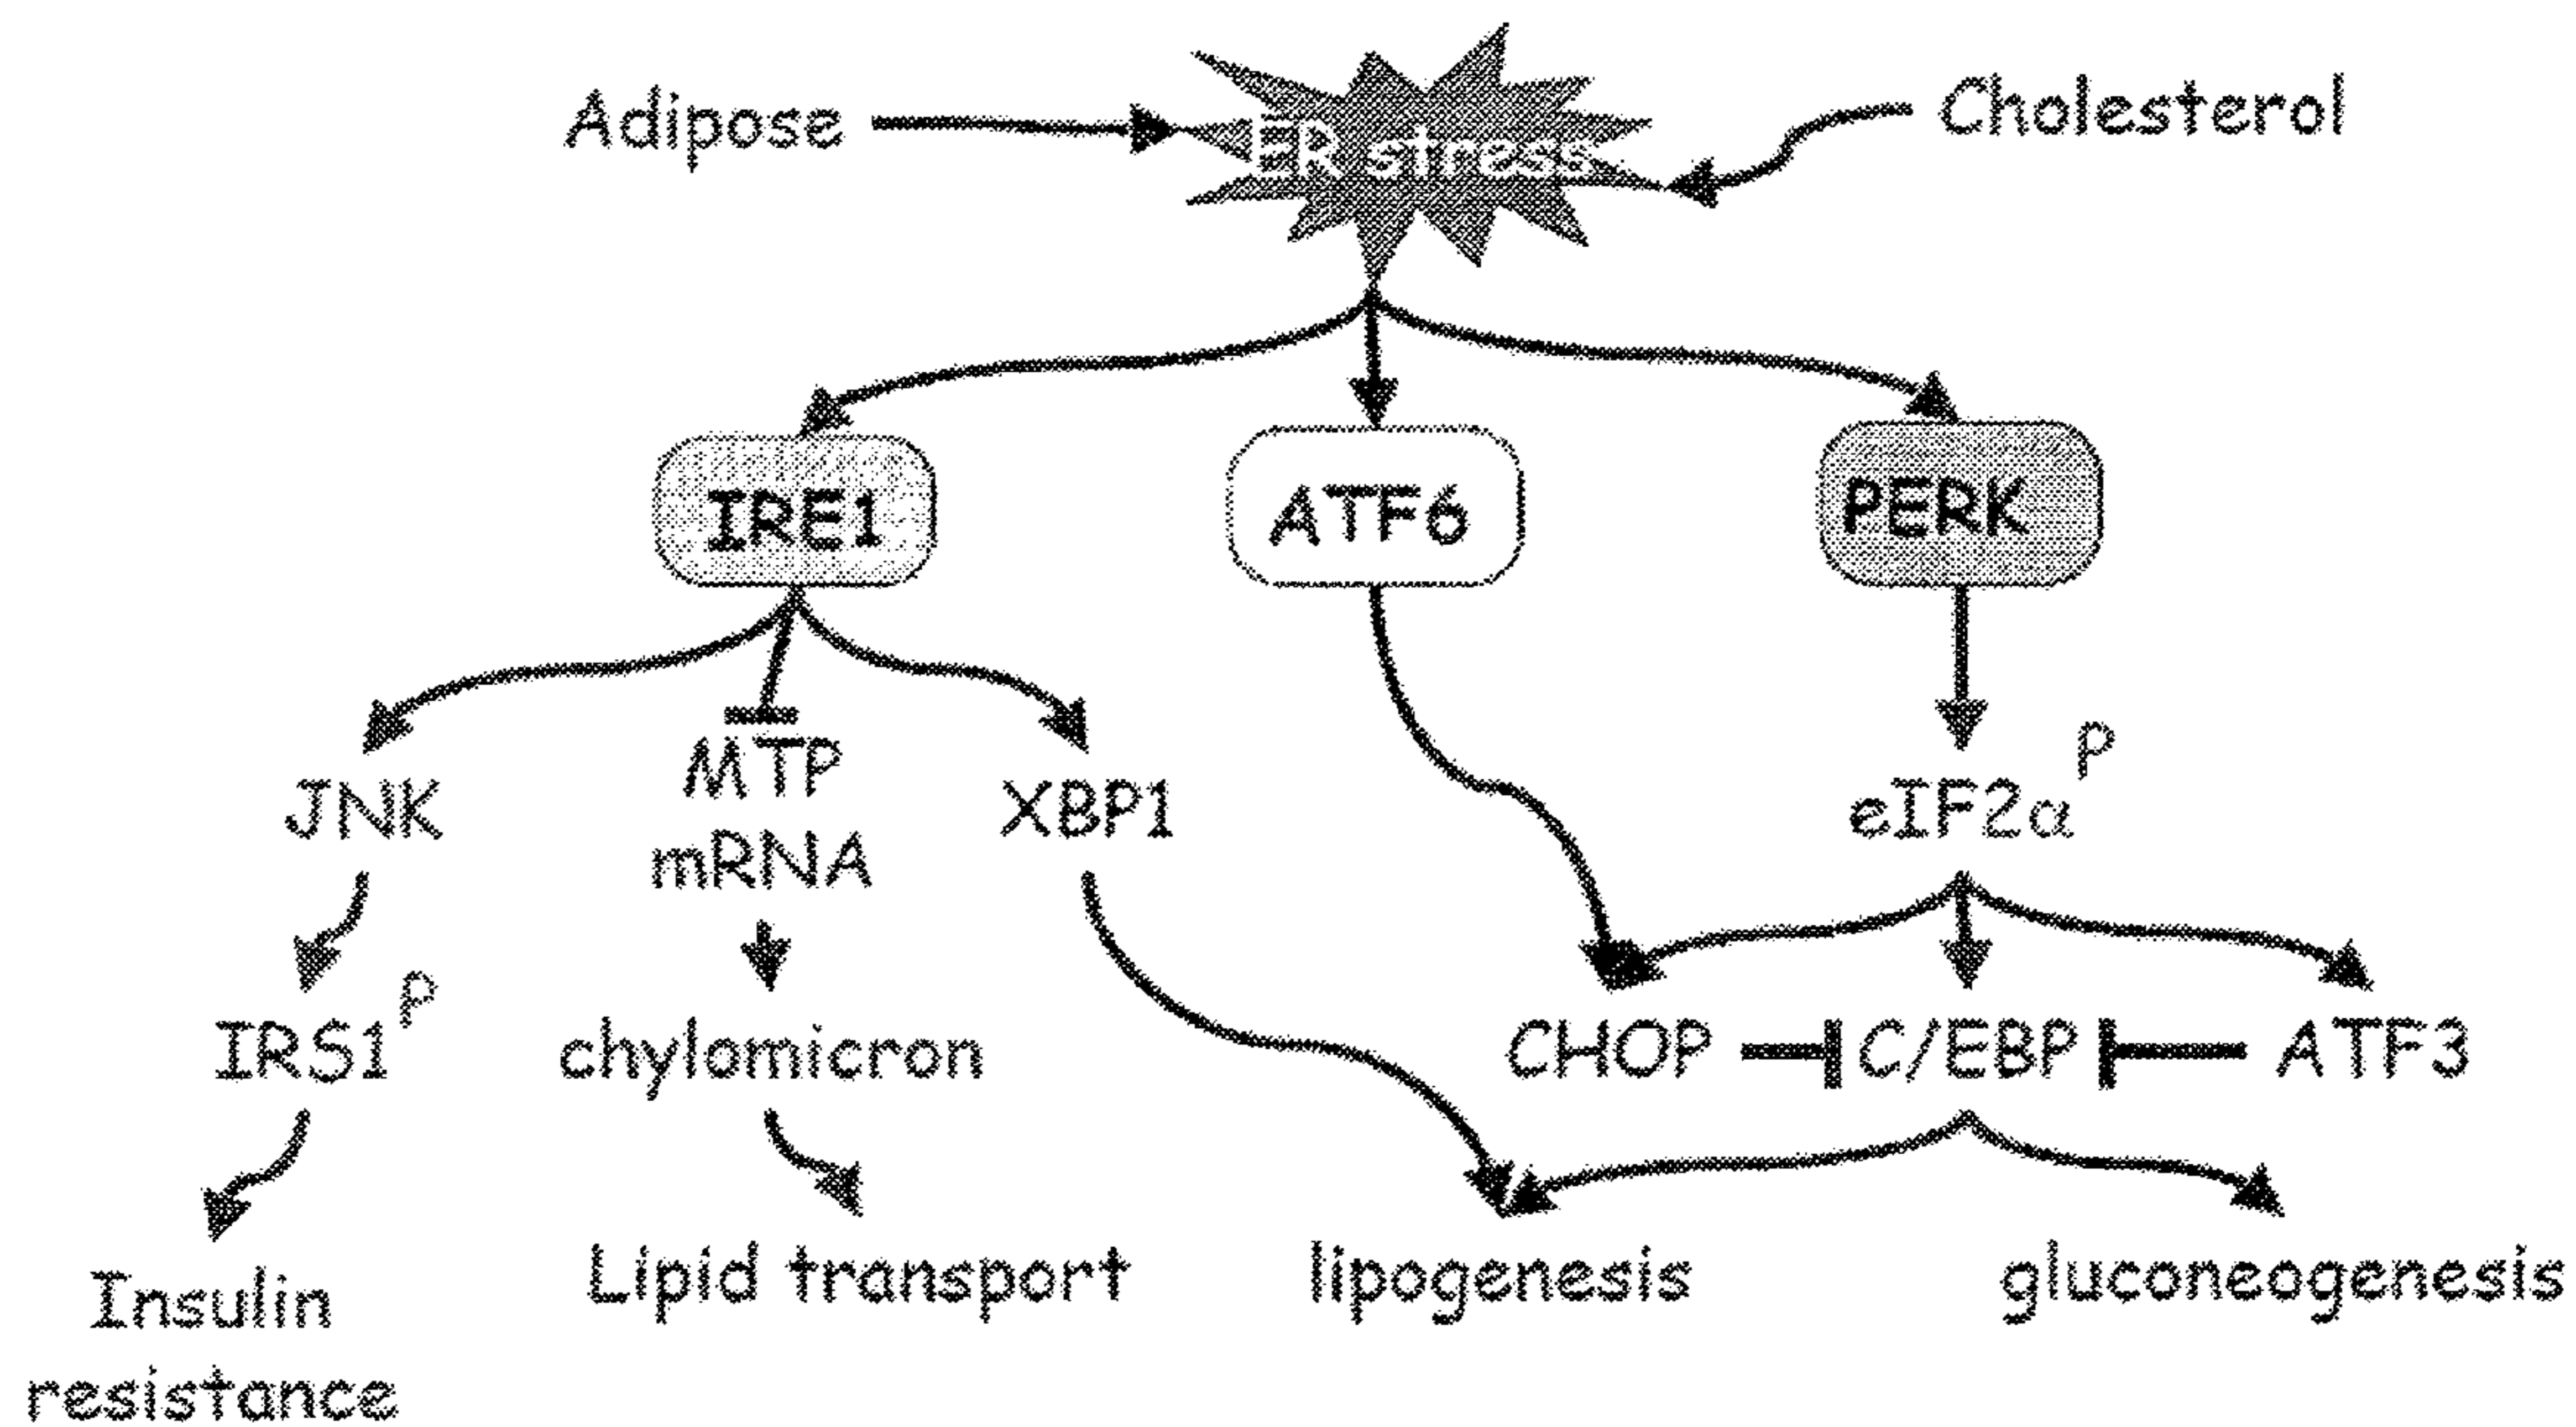 Adipose
ER stress
Cholesterol
IRE1
ATF6
PERK
JNK
MTP
mRNA
XBP1
eIF2α P
IRS1 P
chylomicron
CHOP
C/EBP
ATF3
Insulin
resistance
Lipid transport
lipogenesis
gluconeogenesis